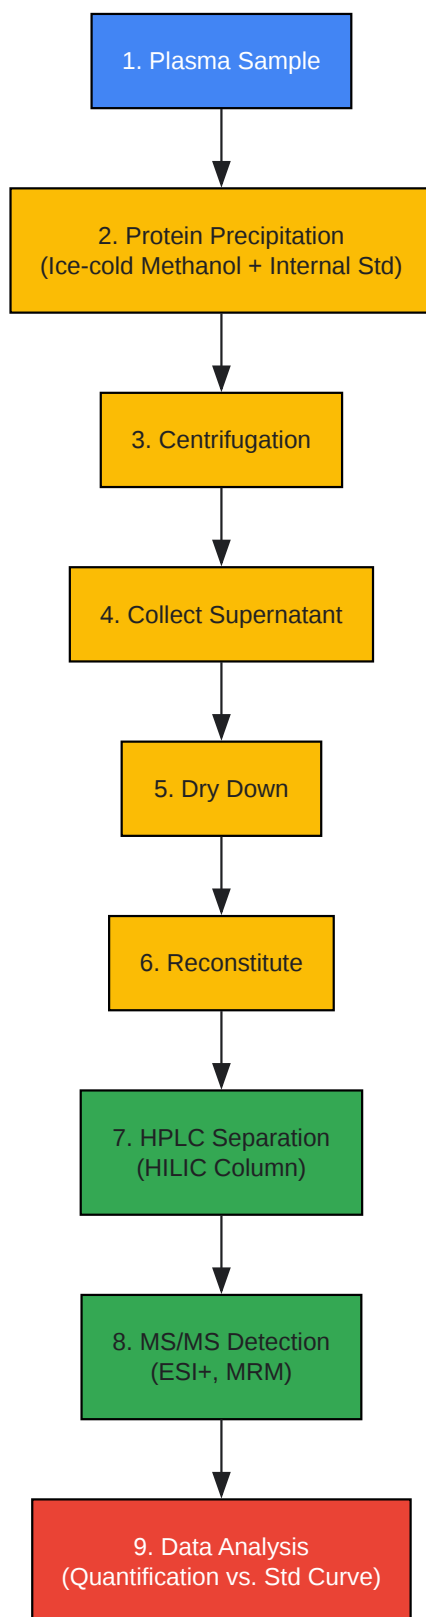 1. Plasma Sample
2. Protein Precipitation
(Ice-cold Methanol + Internal Std)
3. Centrifugation
4. Collect Supernatant
5. Dry Down
6. Reconstitute
7. HPLC Separation
(HILIC Column)
8. MS/MS Detection
(ESI+, MRM)
9. Data Analysis
(Quantification vs. Std Curve)